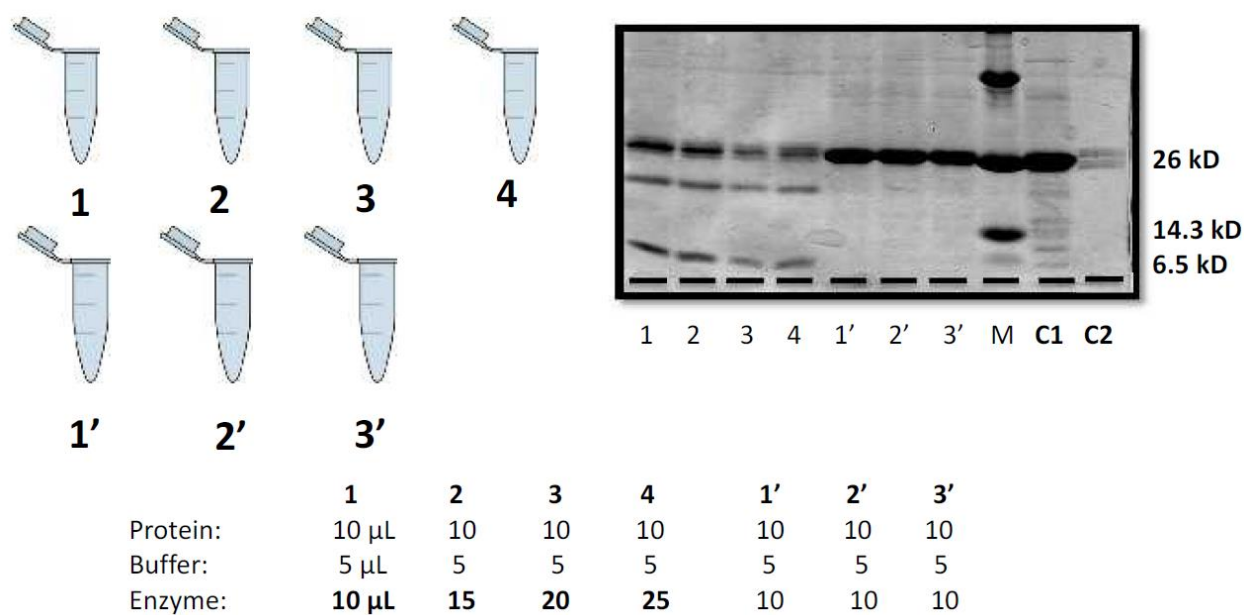 1 2 3 4
1’ 2’ 3’
26 kD
14.3 kD
6.5 kD
1 2 3 4 1’ 2’ 3’ M C1 C2
1 2 3 4 1’ 2’ 3’
Protein: 10 µL 10 10 10 10 10 10
Buffer: 5 µL 5 5 5 5 5 5
Enzyme: 10 µL 15 20 25 10 10 10